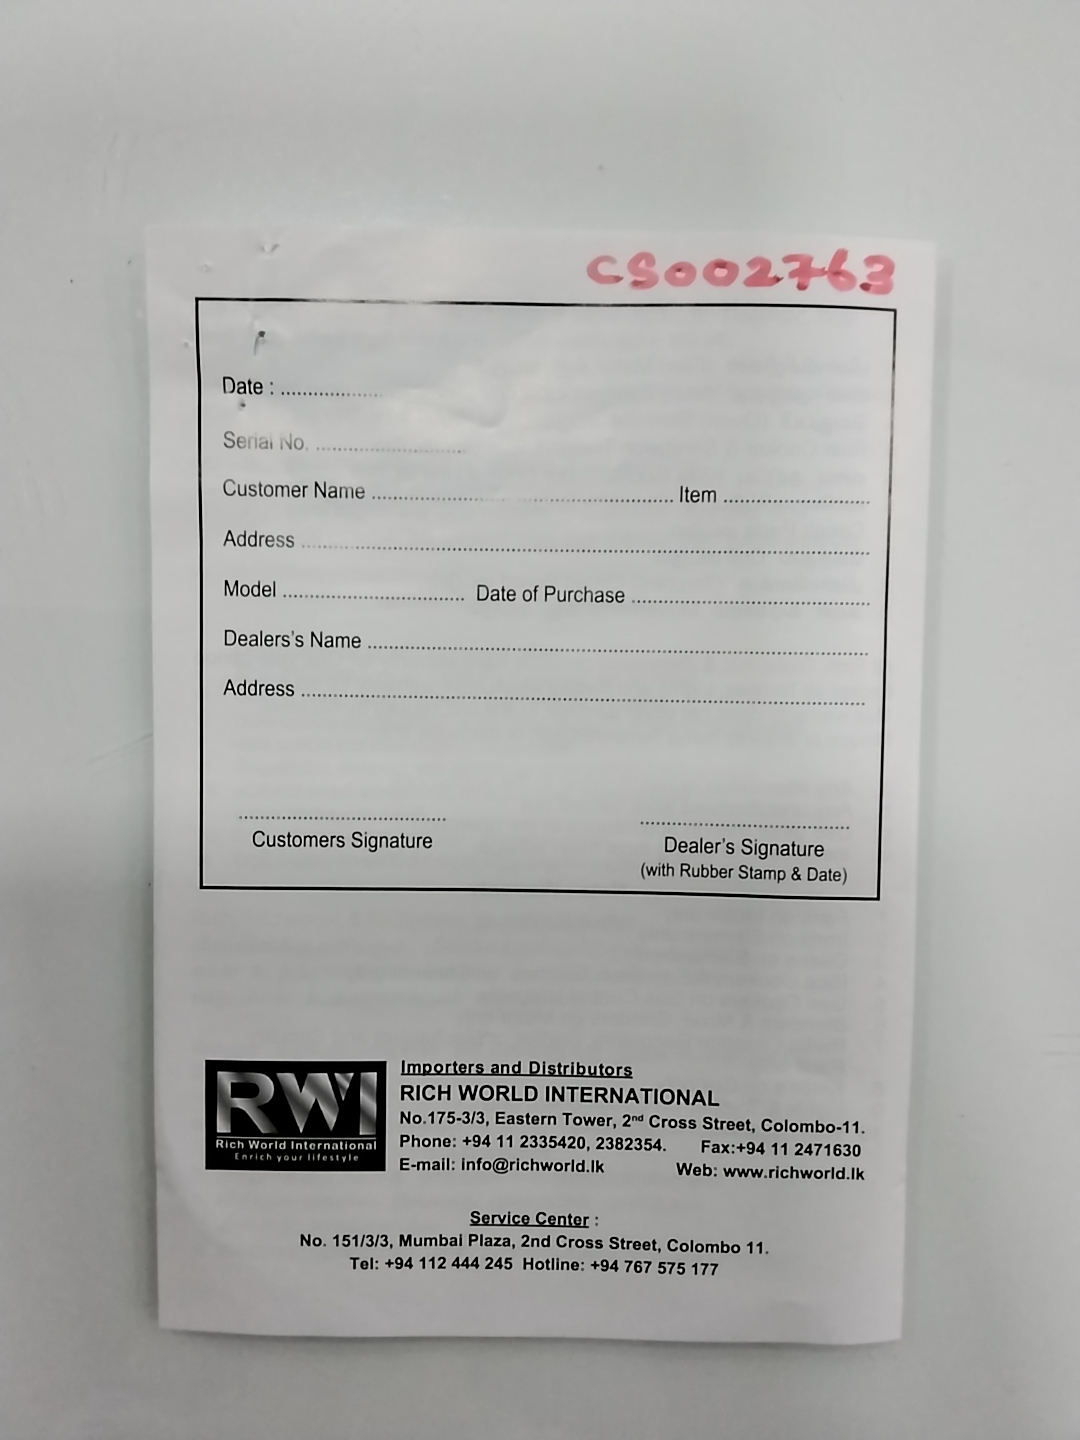 CS002763
Date : ....................
Serial No. ..............................
Customer Name ............................................................ Item .............................
Address .................................................................................................................
Model .................................... Date of Purchase ................................................
Dealers's Name .....................................................................................................
Address .................................................................................................................
......................................... ..........................................
Customers Signature Dealer's Signature
(with Rubber Stamp & Date)
RWI
Rich World International
Enrich your lifestyle
Importers and Distributors
RICH WORLD INTERNATIONAL
No.175-3/3, Eastern Tower, 2nd Cross Street, Colombo-11.
Phone: +94 11 2335420, 2382354. Fax:+94 11 2471630
E-mail: info@richworld.lk Web: www.richworld.lk
Service Center :
No. 151/3/3, Mumbai Plaza, 2nd Cross Street, Colombo 11.
Tel: +94 112 444 245 Hotline: +94 767 575 177